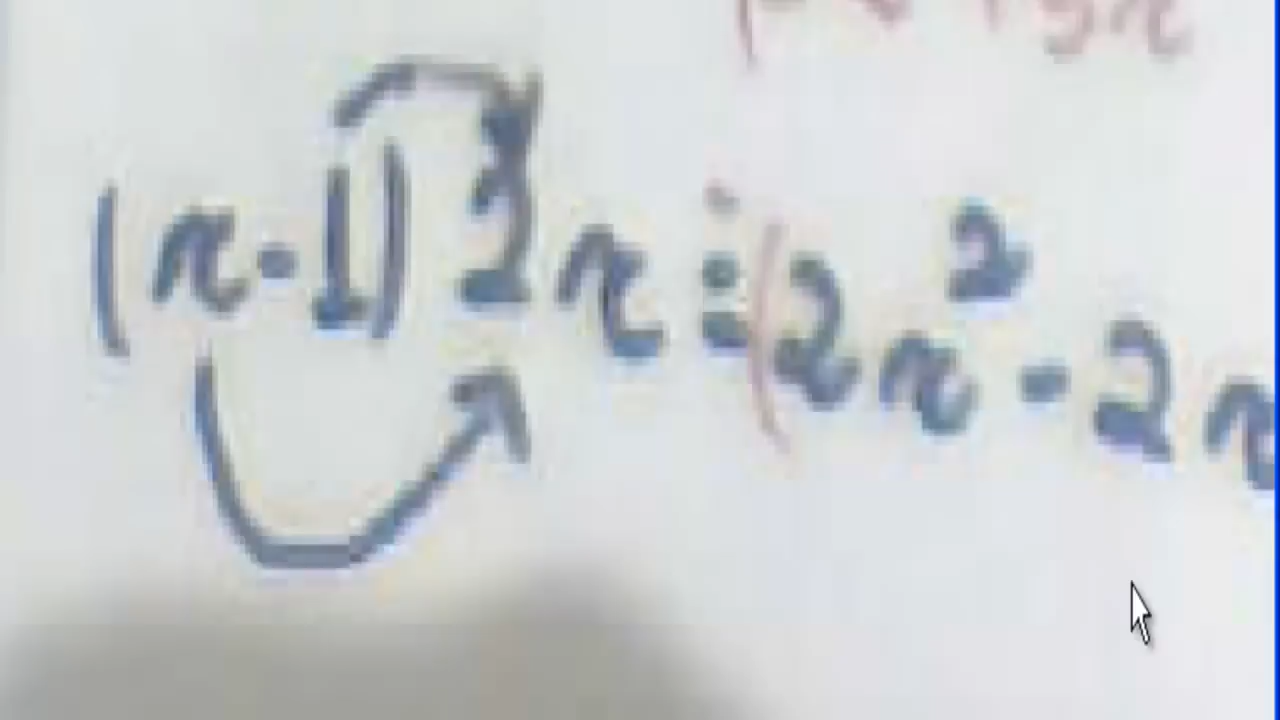 (x-1) 2x = (2x² - 2x